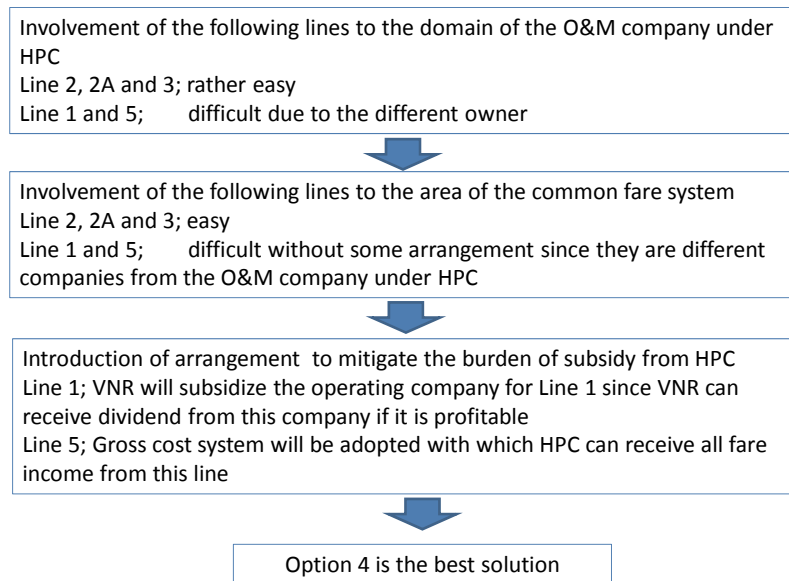 Involvement of the following lines to the domain of the O&M company under
HPC
Line 2, 2A and 3; rather easy
Line 1 and 5; difficult due to the different owner
Involvement of the following lines to the area of the common fare system
Line 2, 2A and 3; easy
Line 1 and 5; difficult without some arrangement since they are different
companies from the O&M company under HPC
Introduction of arrangement to mitigate the burden of subsidy from HPC
Line 1; VNR will subsidize the operating company for Line 1 since VNR can
receive dividend from this company if it is profitable
Line 5; Gross cost system will be adopted with which HPC can receive all fare
income from this line
Option 4 is the best solution